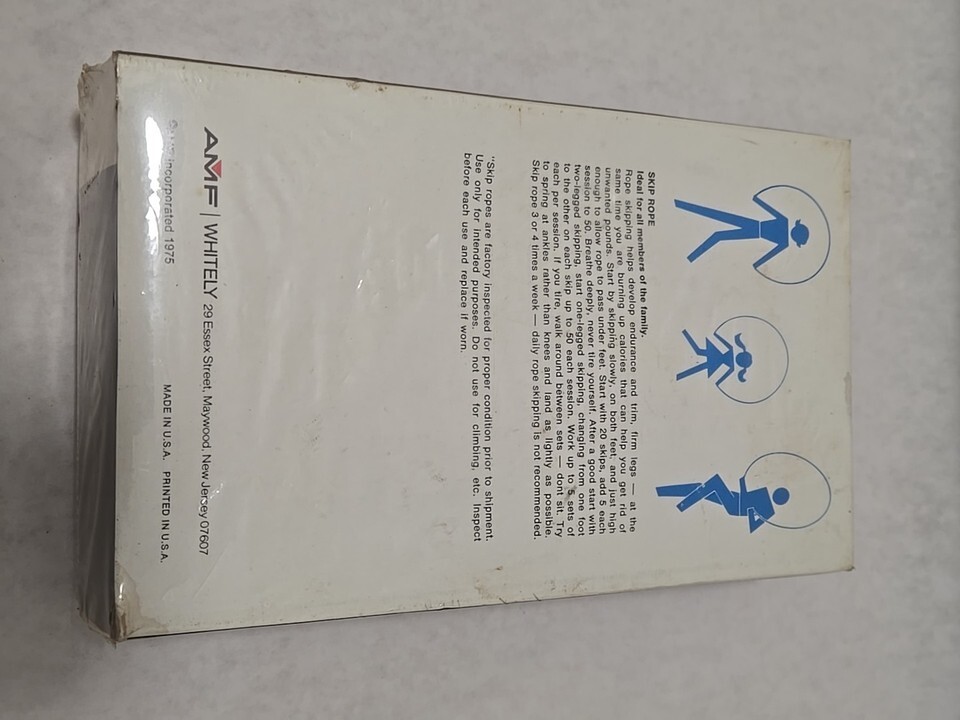 SKIP ROPE
Ideal for all members of the family.
Rope skipping helps develop endurance and trim, firm legs — at the
same time you are burning up calories that can help you get rid of
unwanted pounds. Start by skipping slowly, on both feet, and just high
enough to allow rope to pass under feet. Start with 20 skips, add 5 each
session to 50. Breathe deeply, never tire yourself. After a good start with
two-legged skipping, start one-legged skipping, changing from one foot
to the other on each skip up to 50 each session. Work up to 5 sets of
each per session. If you tire, walk around between sets — don't sit. Try
to spring at ankles rather than knees and land as lightly as possible.
Skip rope 3 or 4 times a week — daily rope skipping is not recommended.
"Skip ropes are factory inspected for proper condition prior to shipment.
Use only for intended purposes. Do not use for climbing, etc. Inspect
before each use and replace if worn.
AMF | WHITELY 29 Essex Street, Maywood, New Jersey 07607
Incorporated 1975 MADE IN U.S.A. PRINTED IN U.S.A.